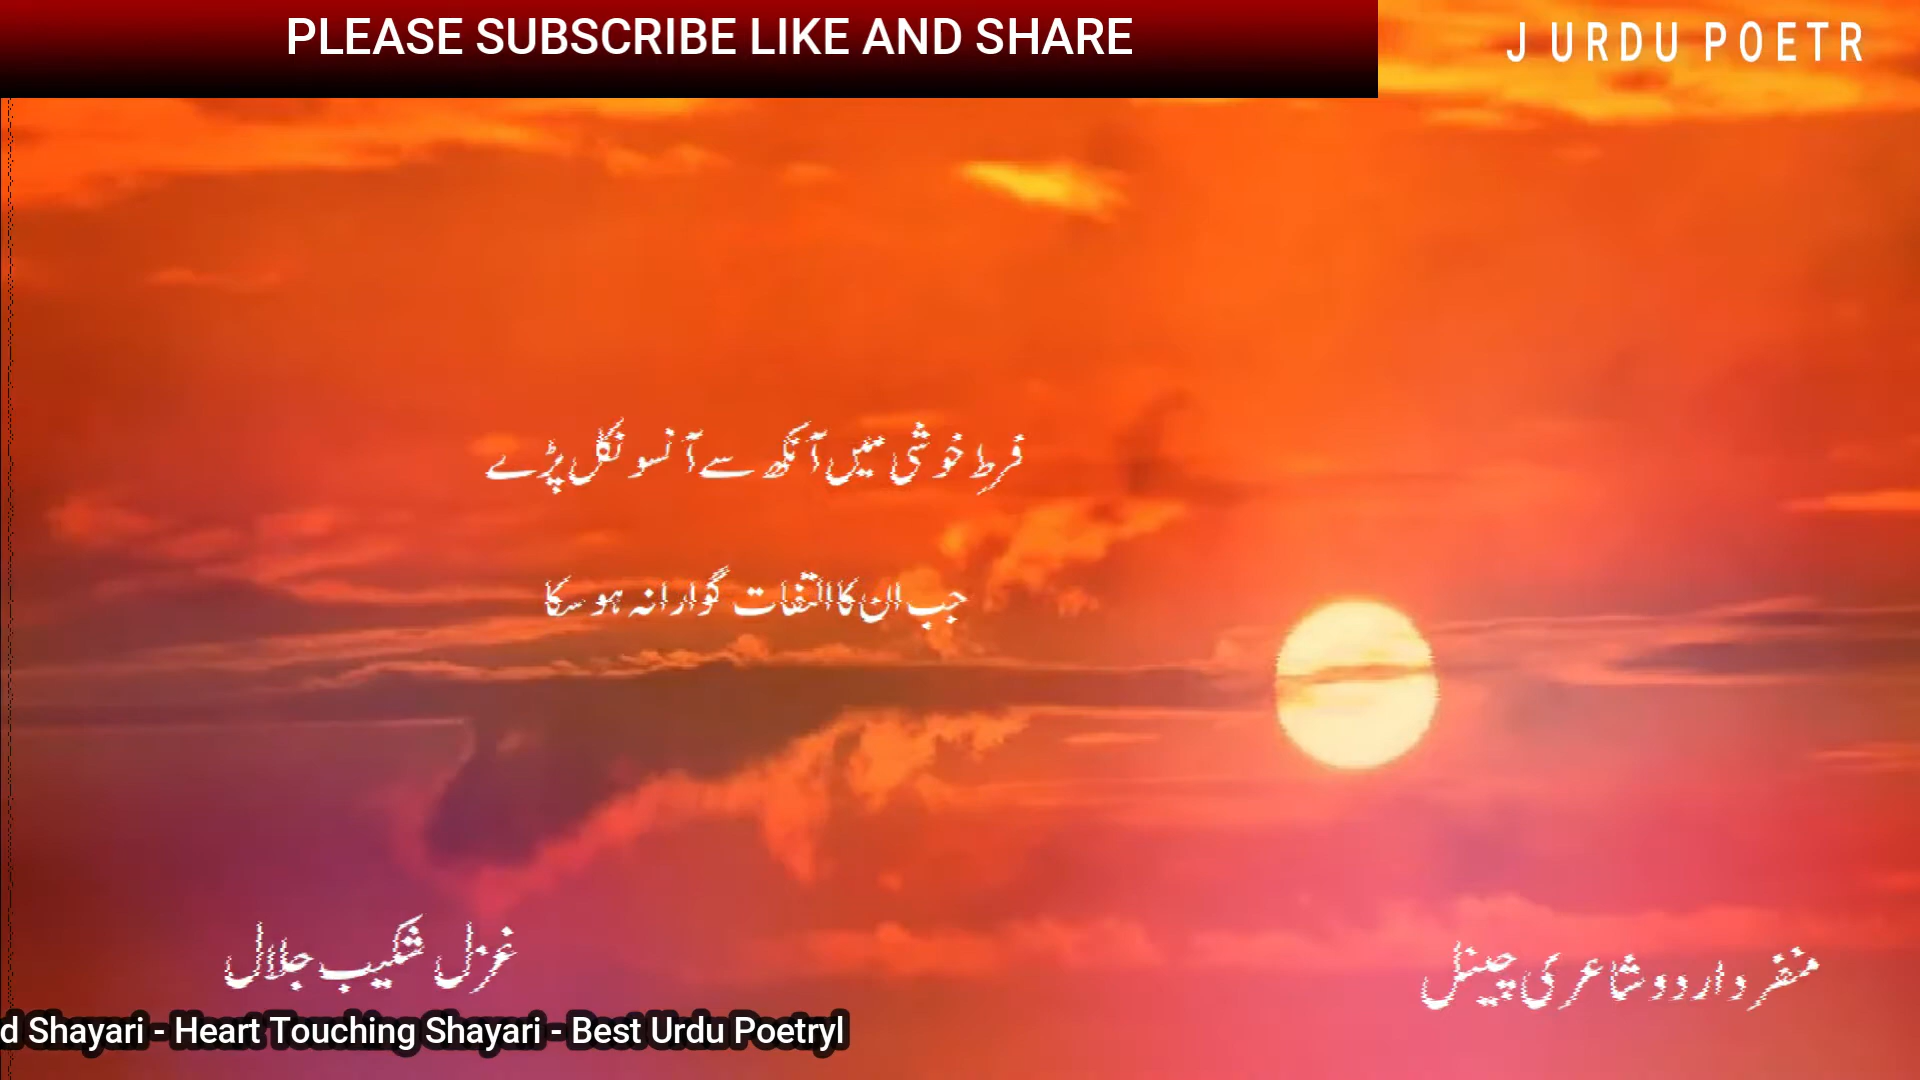 PLEASE SUBSCRIBE LIKE AND SHARE
J URDU POETR
فرطِ خوشی میں آنکھ سے آنسو نکل پڑے
جب ان کا التفات گوارا نہ ہو سکا
غزل شکیب جلال
منفرد اردو شاعری چینل
d Shayari - Heart Touching Shayari - Best Urdu Poetryl